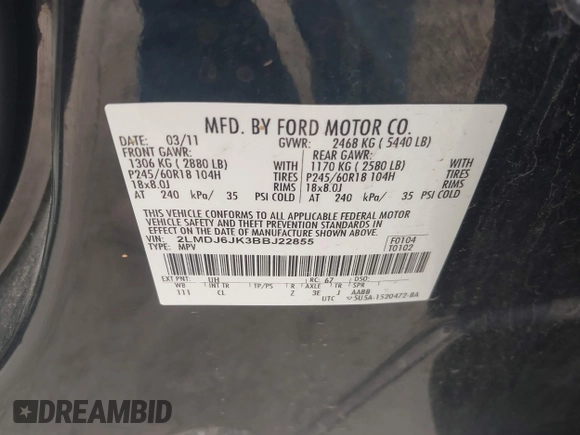 MFD. BY FORD MOTOR CO.
DATE: 03/11 GVWR: 2468 KG ( 5440 LB)
FRONT GAWR: REAR GAWR:
1306 KG ( 2880 LB) WITH 1170 KG ( 2580 LB) WITH
P245/60R18 104H TIRES P245/60R18 104H TIRES
18x8.0J RIMS 18x8.0J RIMS
AT 240 kPa/ 35 PSI COLD AT 240 kPa/ 35 PSI COLD
THIS VEHICLE CONFORMS TO ALL APPLICABLE FEDERAL MOTOR
VEHICLE SAFETY AND THEFT PREVENTION STANDARDS IN
EFFECT ON THE DATE OF MANUFACTURE SHOWN ABOVE.
VIN: 2LMDJ6JK3BBJ22855 F0104
TYPE: MPV T0102
EXT PNT: UH RC: 67 DSO:
WB INT TR TP/PS R AXLE TR SPR
111 CL Z 3E J AABB
UTC 5U5A-1520472-BA
DREAMBID